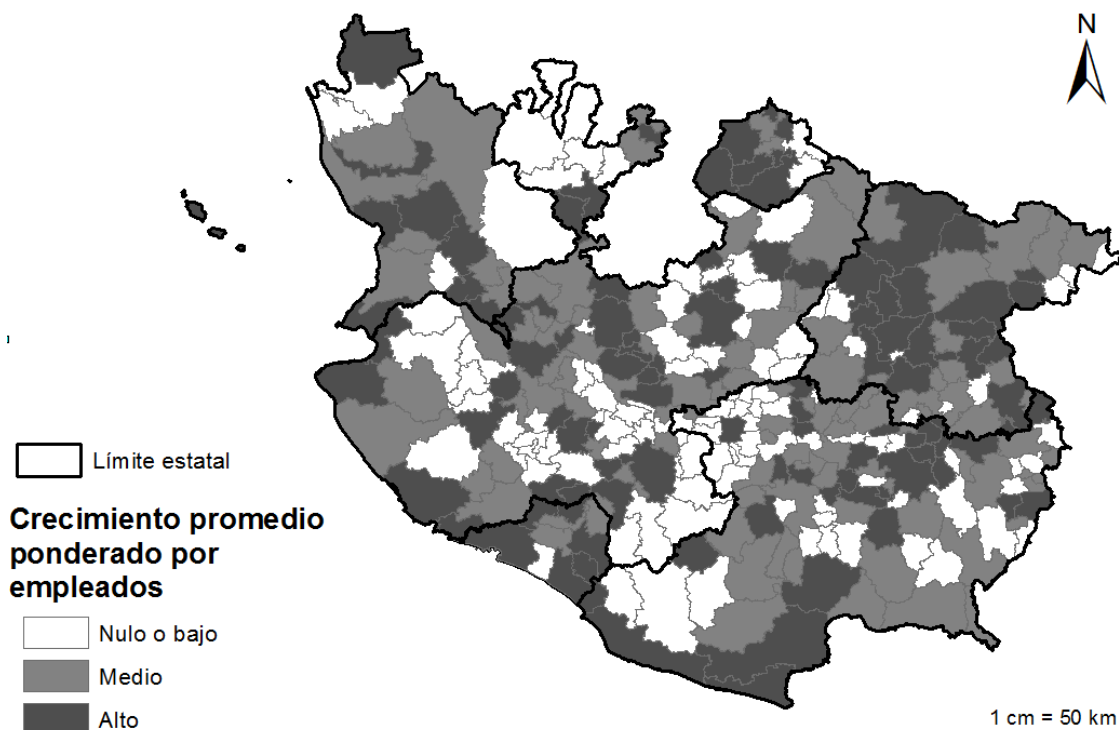 N
Límite estatal
Crecimiento promedio
ponderado por
empleados
Nulo o bajo
Medio
Alto
1 cm = 50 km